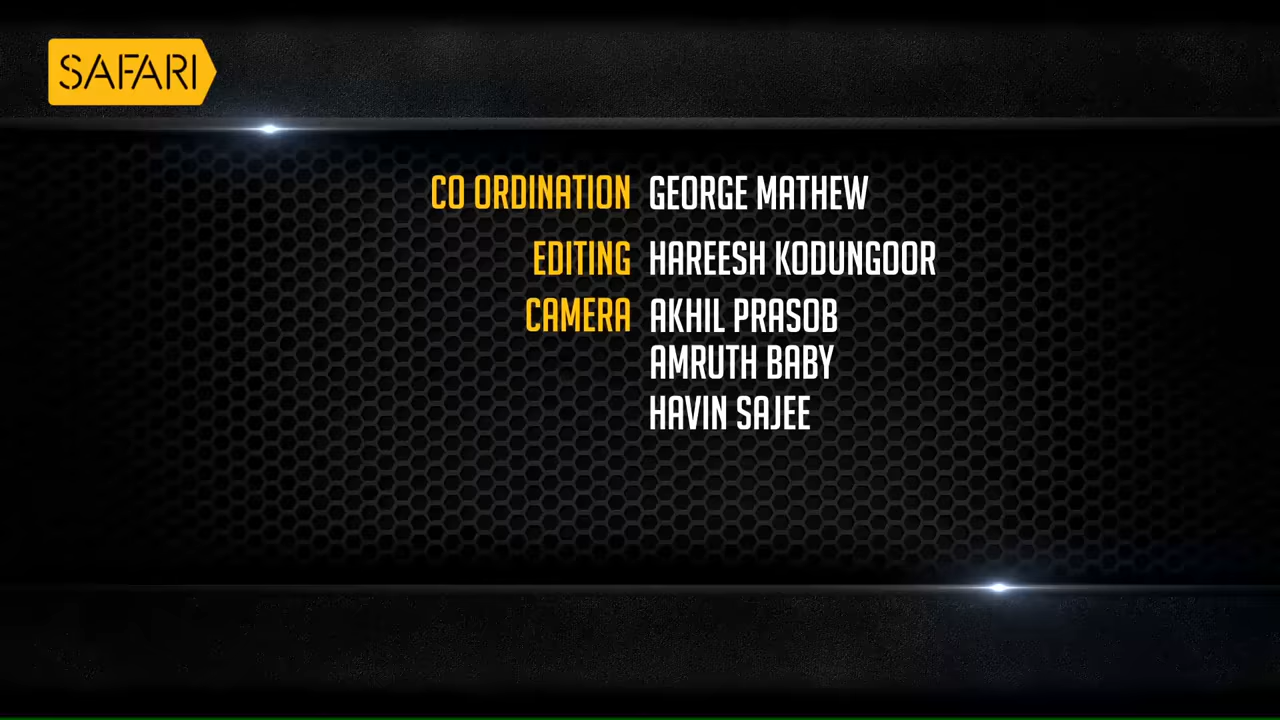 SAFARI
CO ORDINATION GEORGE MATHEW
EDITING HAREESH KODUNGOOR
CAMERA AKHIL PRASOB
AMRUTH BABY
HAVIN SAJEE